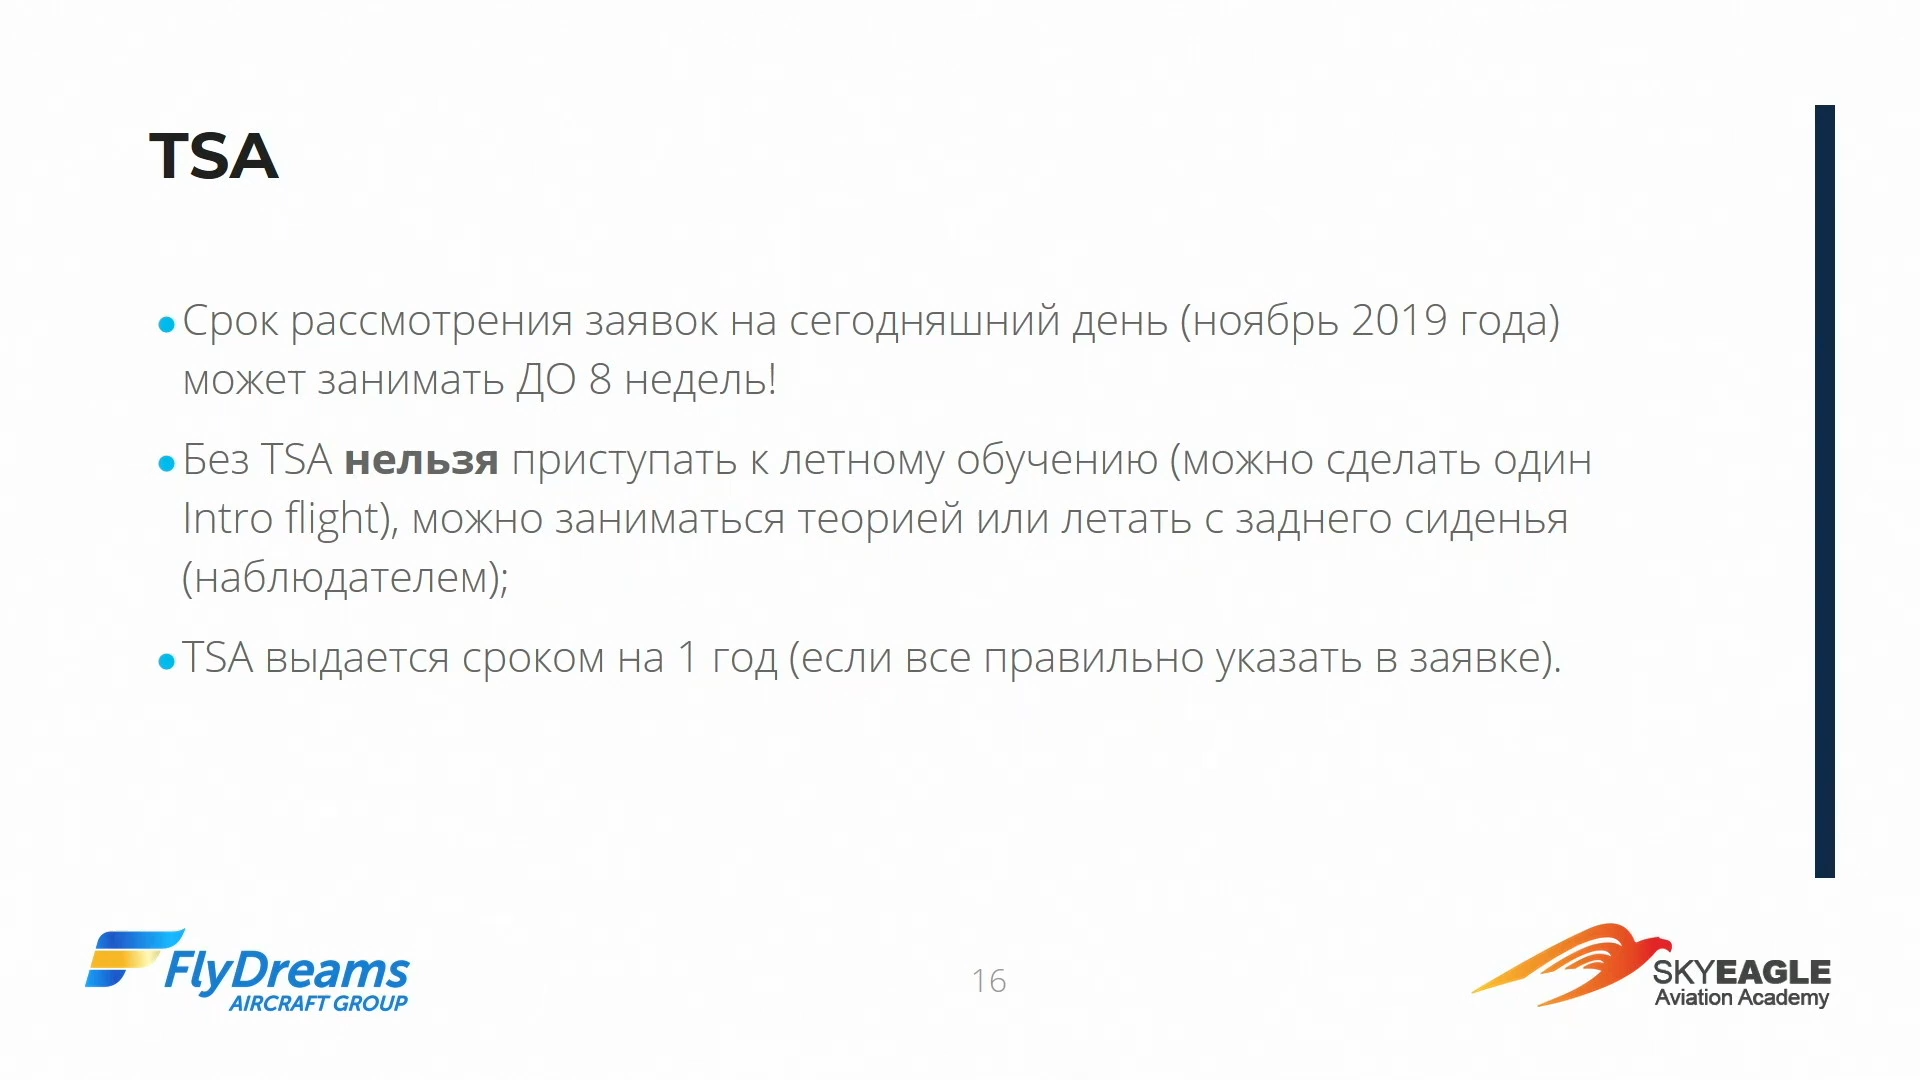 TSA
Срок рассмотрения заявок на сегодняшний день (ноябрь 2019 года)
может занимать ДО 8 недель!
Без TSA нельзя приступать к летному обучению (можно сделать один
Intro flight), можно заниматься теорией или летать с заднего сиденья
(наблюдателем);
TSA выдается сроком на 1 год (если все правильно указать в заявке).
FlyDreams
AIRCRAFT GROUP
16
SKYEAGLE
Aviation Academy